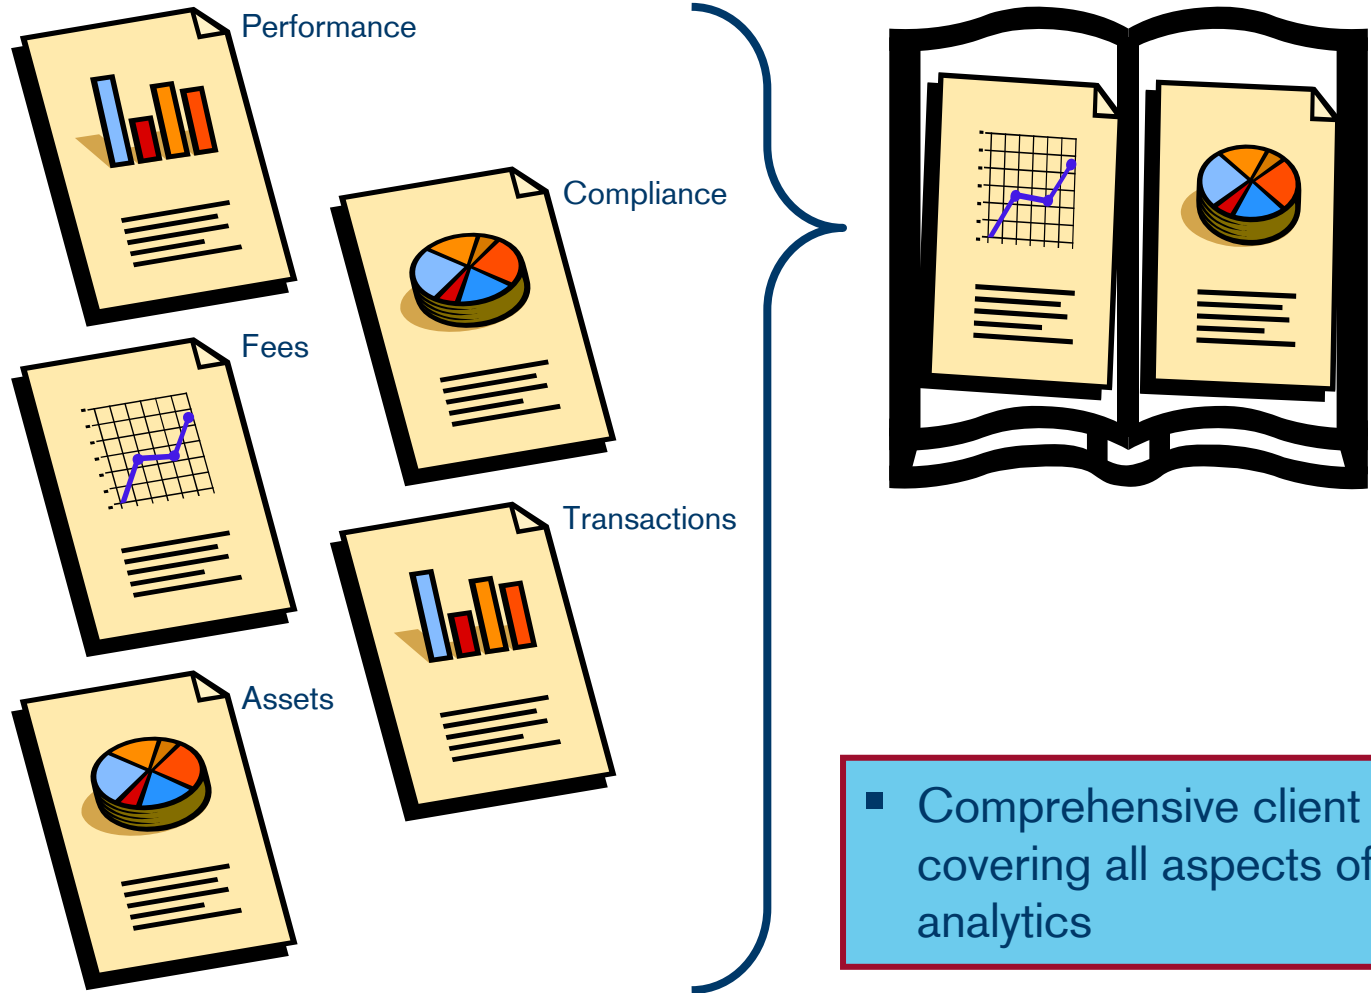 Performance
Compliance
Fees
Transactions
Assets
▪ Comprehensive client
covering all aspects of
analytics